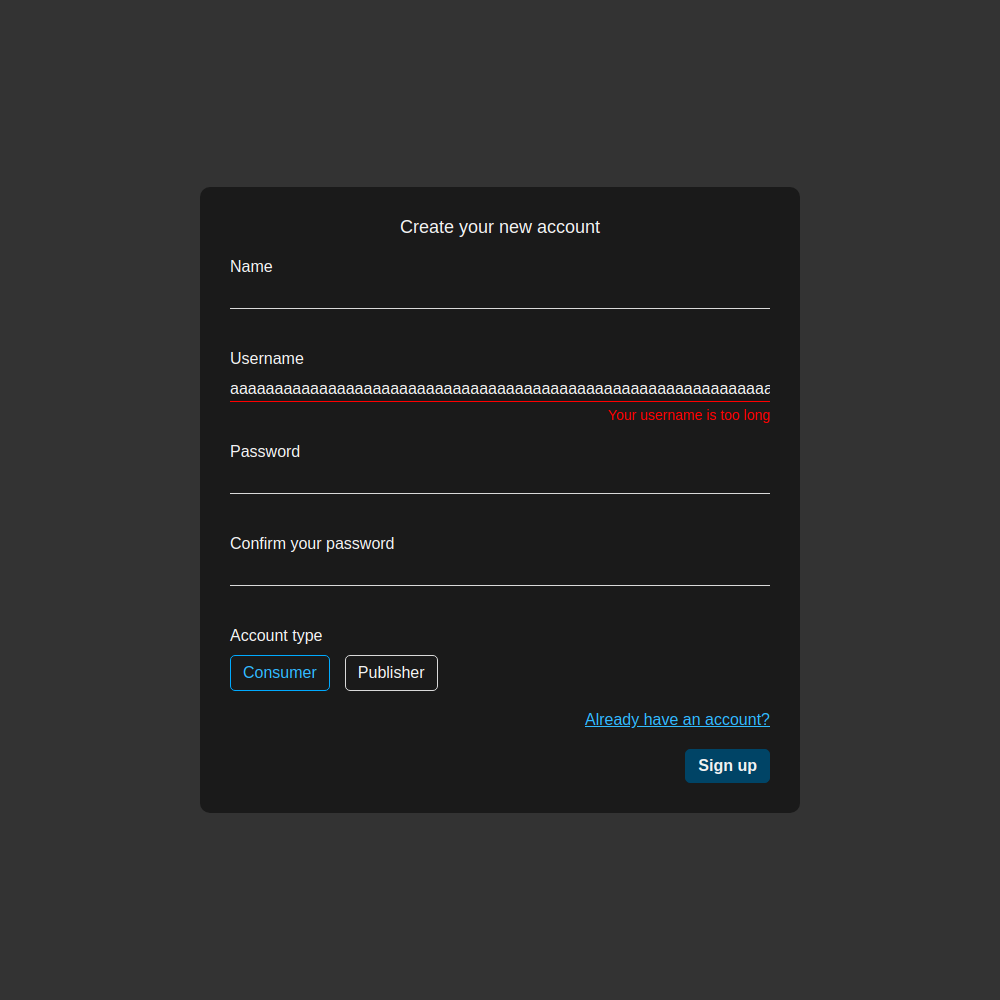 Create your new account
Name
Username
aaaaaaaaaaaaaaaaaaaaaaaaaaaaaaaaaaaaaaaaaaaaaaaaaaaaaaaaaaaaa
Your username is too long
Password
Confirm your password
Account type
Consumer Publisher
Already have an account?
Sign up